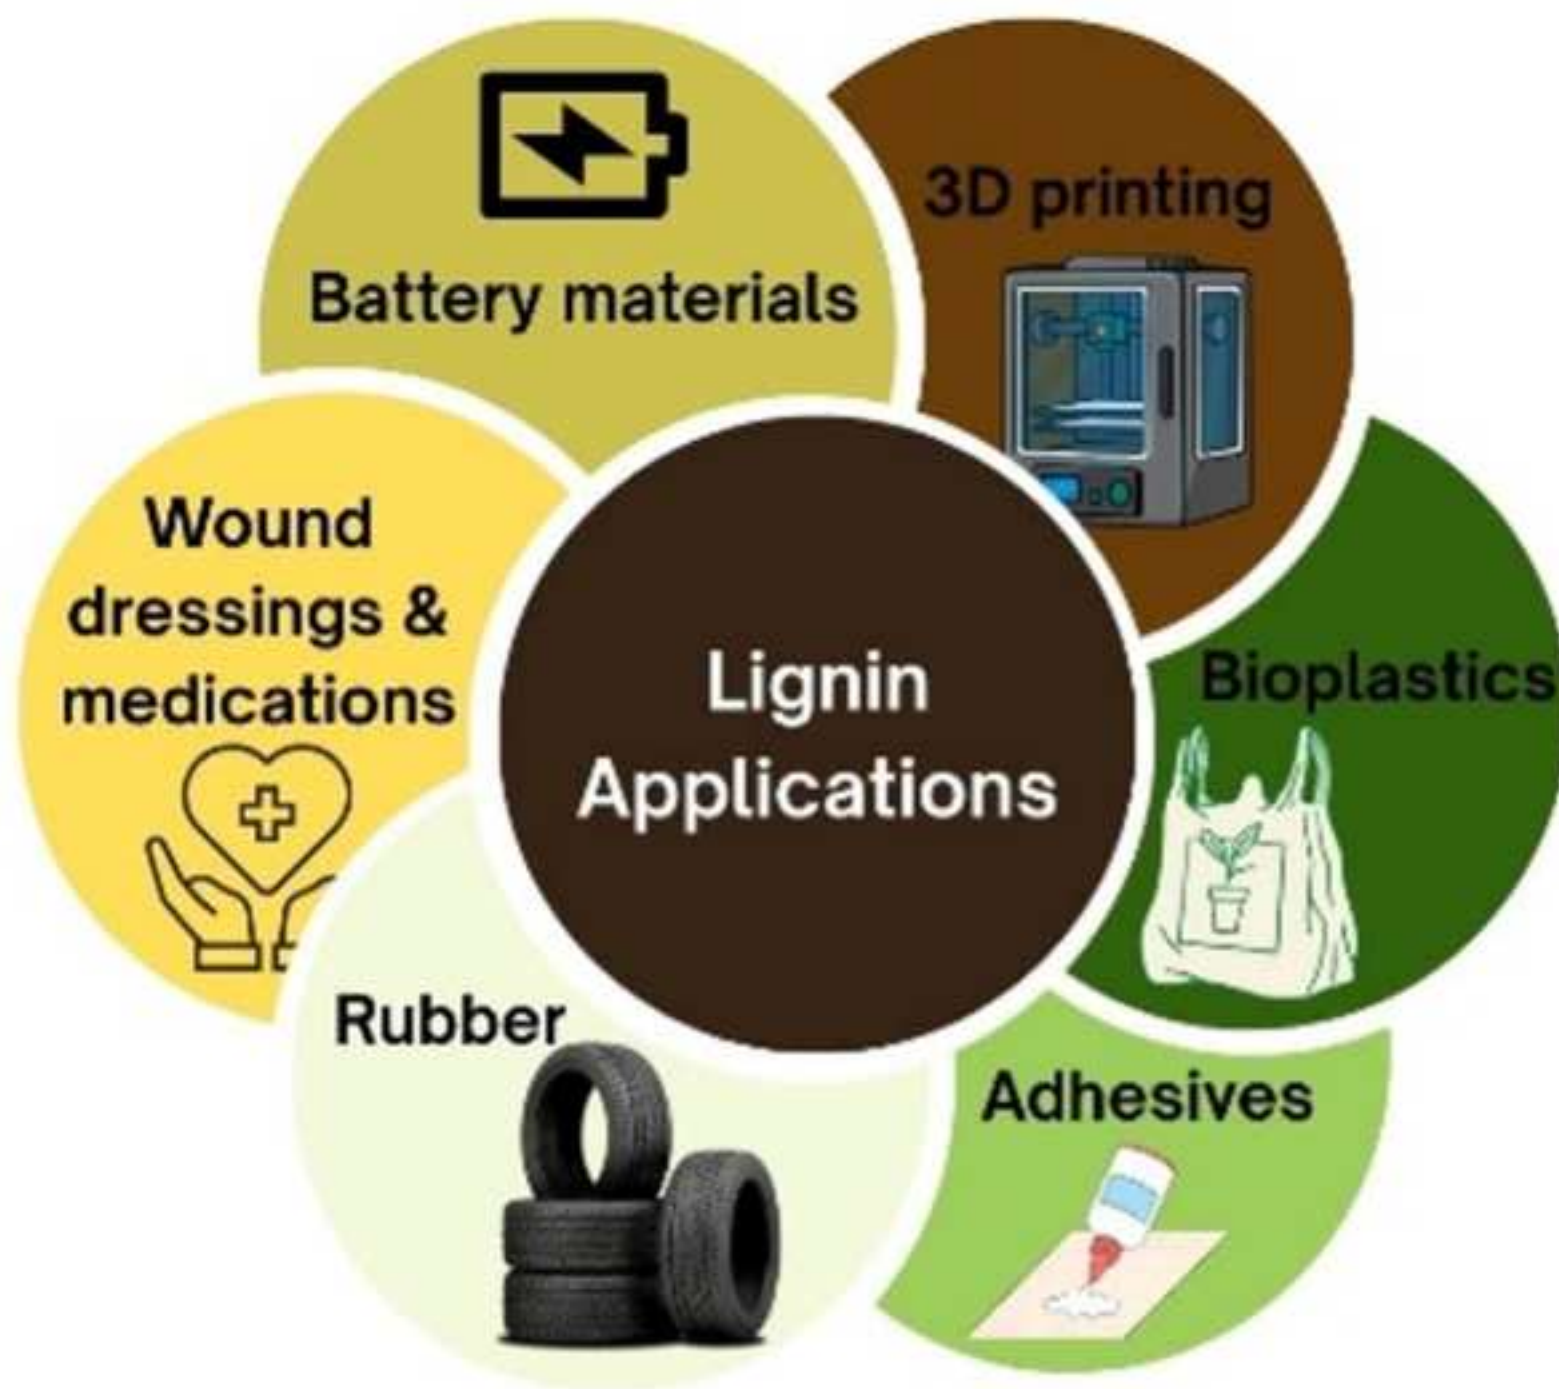 Battery materials
3D printing
Wound
dressings &
medications
Lignin
Applications
Bioplastics
Rubber
Adhesives